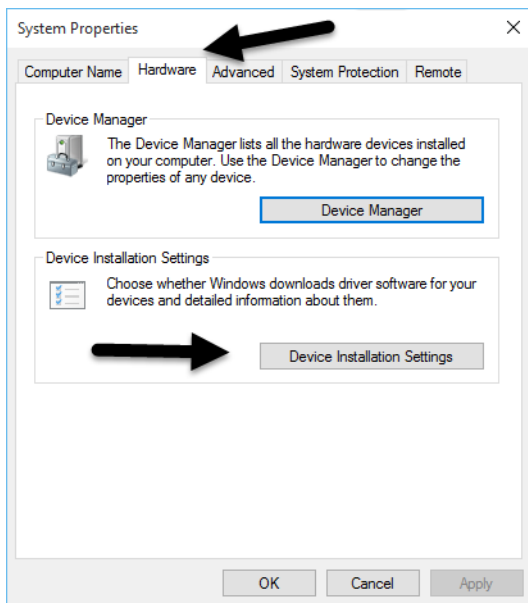 System Properties
Computer Name Hardware Advanced System Protection Remote
Device Manager
The Device Manager lists all the hardware devices installed
on your computer. Use the Device Manager to change the
properties of any device.
Device Manager
Device Installation Settings
Choose whether Windows downloads driver software for your
devices and detailed information about them.
Device Installation Settings
OK Cancel Apply